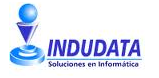 INDUDATA
Soluciones en Informática